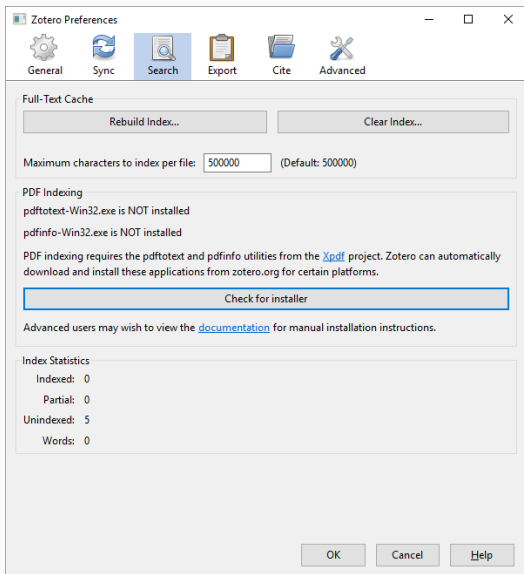 Zotero Preferences
General Sync Search Export Cite Advanced
Full-Text Cache
Rebuild Index... Clear Index...
Maximum characters to index per file: 500000 (Default: 500000)
PDF Indexing
pdftotext-Win32.exe is NOT installed
pdfinfo-Win32.exe is NOT installed
PDF indexing requires the pdftotext and pdfinfo utilities from the Xpdf project. Zotero can automatically
download and install these applications from zotero.org for certain platforms.
Check for installer
Advanced users may wish to view the documentation for manual installation instructions.
Index Statistics
Indexed: 0
Partial: 0
Unindexed: 5
Words: 0
OK Cancel Help